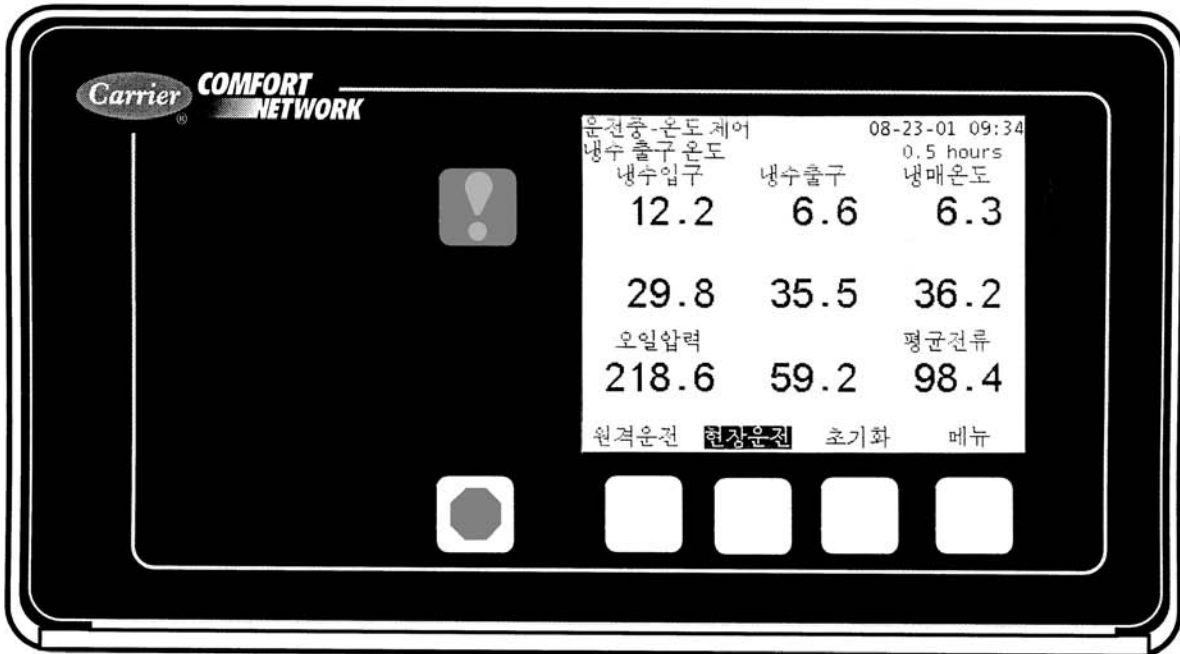 Carrier
®
COMFORT
NETWORK
운전중-온도 제어 08-23-01 09:34
냉수 출구 온도 0.5 hours
냉수입구 냉수출구 냉매온도
12.2 6.6 6.3
29.8 35.5 36.2
오일압력 평균전류
218.6 59.2 98.4
원격운전 현장운전 초기화 메뉴